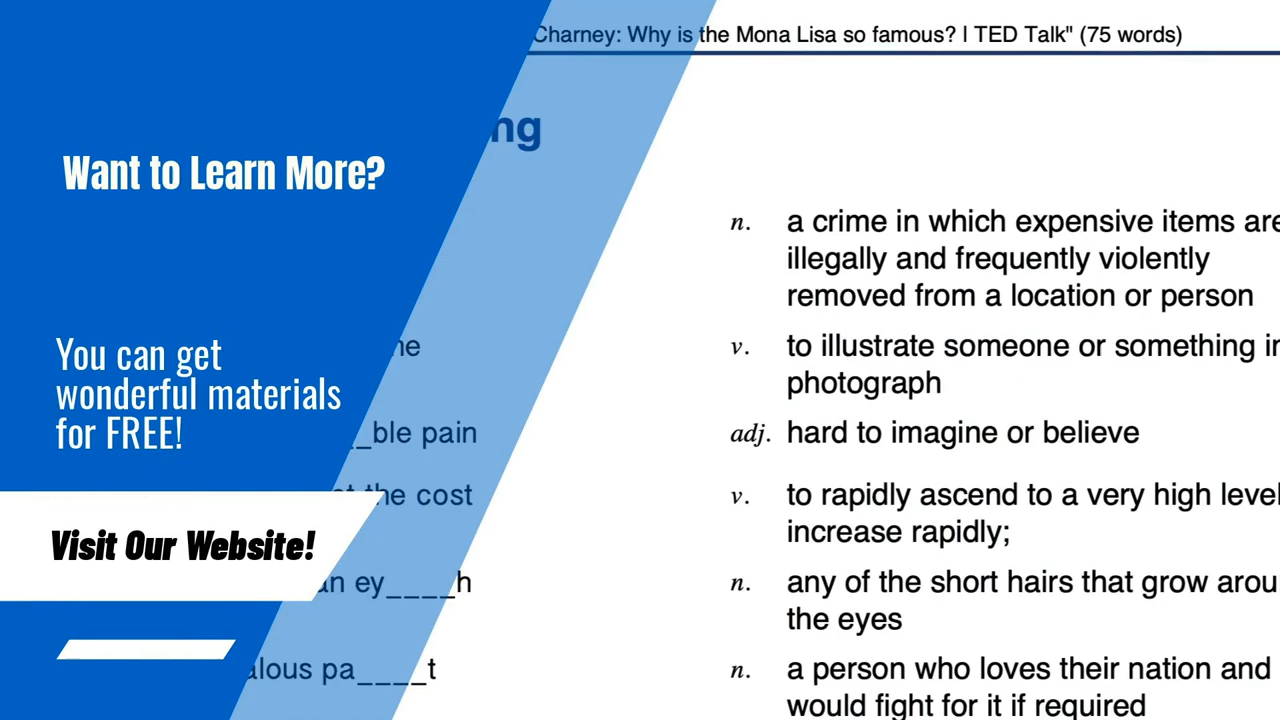 Charney: Why is the Mona Lisa so famous? | TED Talk" (75 words)
ng
Want to Learn More?
You can get
wonderful materials
for FREE!
Visit Our Website!
n. a crime in which expensive items are
illegally and frequently violently
removed from a location or person
v. to illustrate someone or something in
photograph
_ble pain adj. hard to imagine or believe
the cost v. to rapidly ascend to a very high level
increase rapidly;
an ey____h n. any of the short hairs that grow
the eyes
alous pa____t n. a person who loves their nation and
would fight for it if required